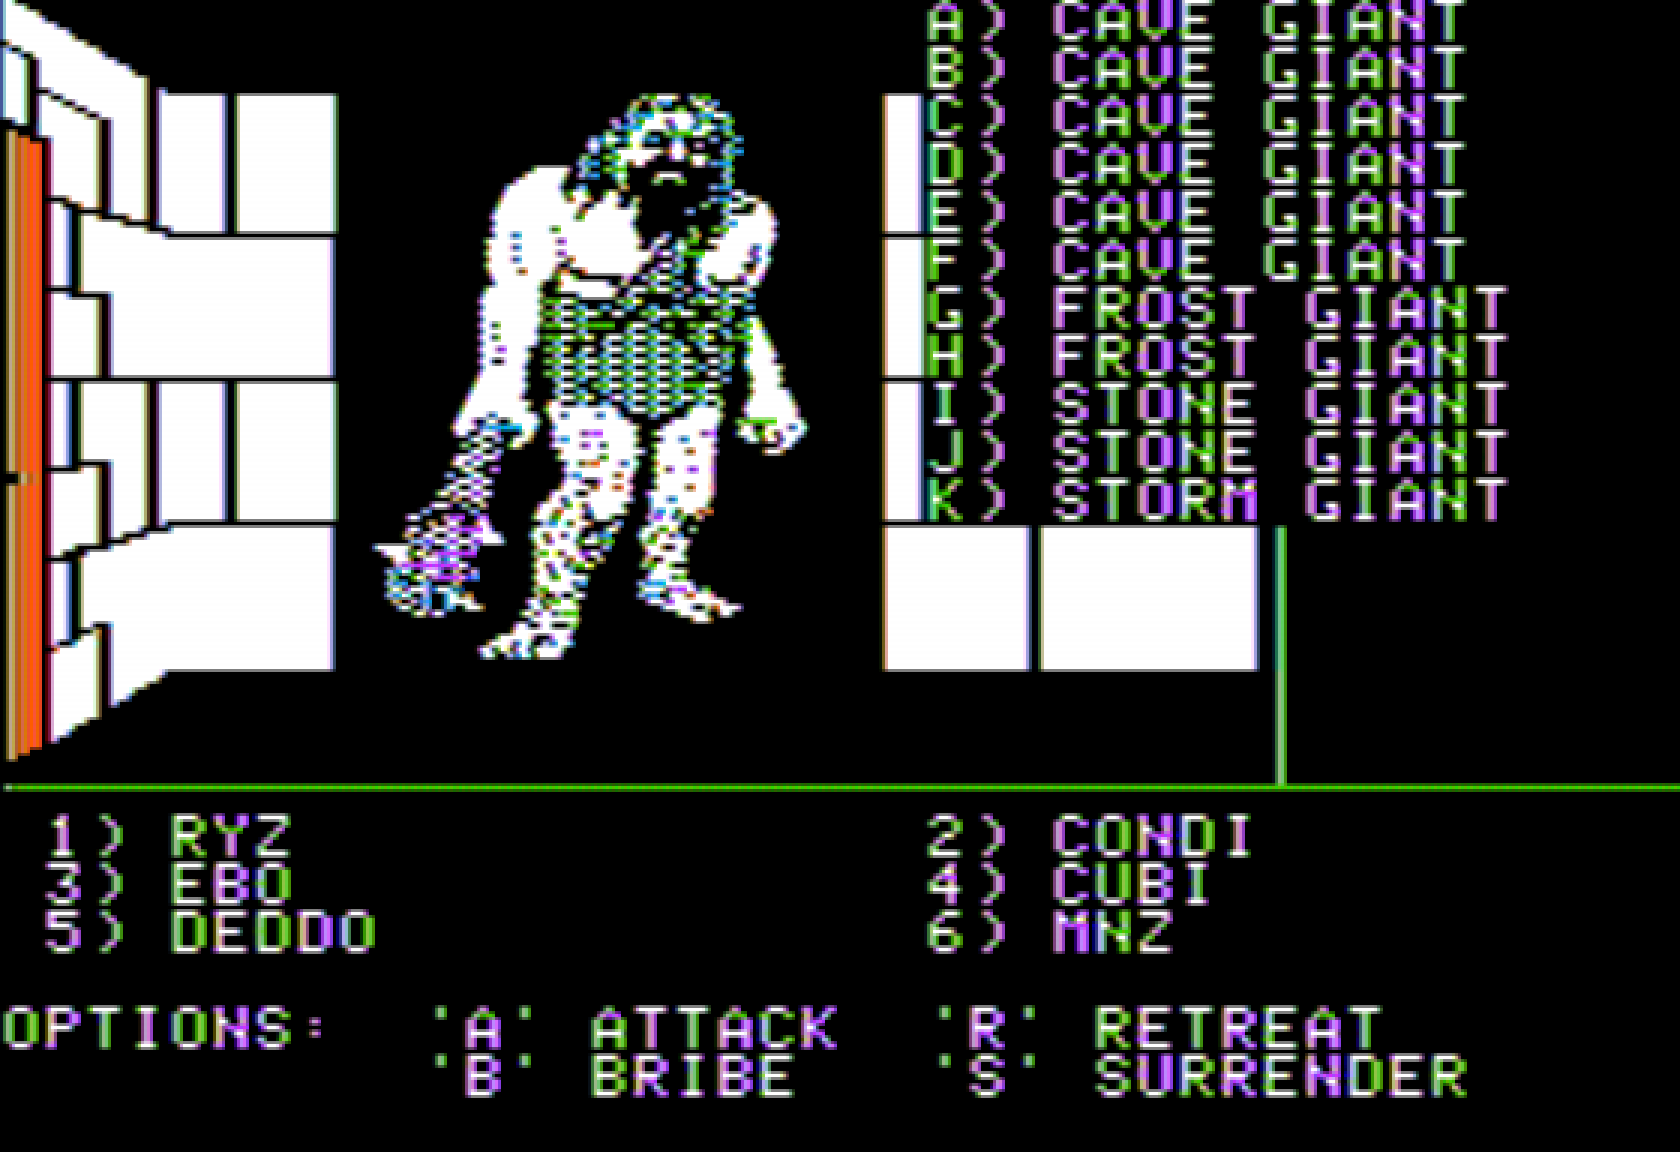 A) CAVE GIANT
B) CAVE GIANT
C) CAVE GIANT
D) CAVE GIANT
E) CAVE GIANT
F) CAVE GIANT
G) FROST GIANT
H) FROST GIANT
I) STONE GIANT
J) STONE GIANT
K) STORM GIANT
1) RYZ 2) CONDI
3) EBO 4) CUBI
5) DEDDO 6) MNZ
OPTIONS: 'A' ATTACK 'R' RETREAT
'B' BRIBE 'S' SURRENDER